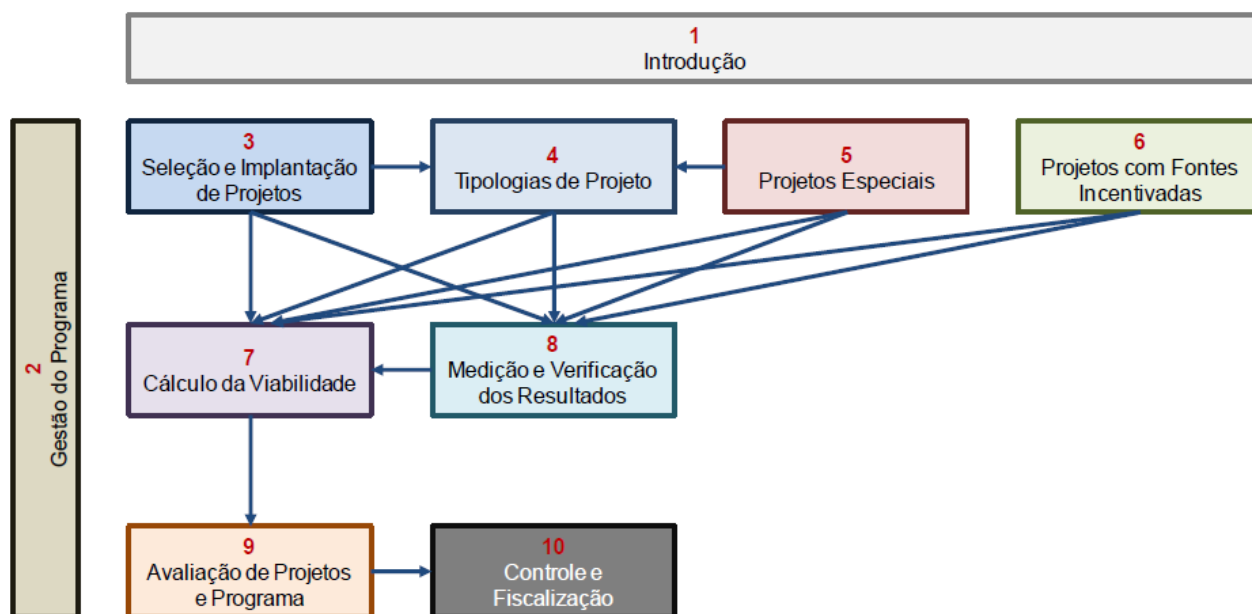 1
Introdução
3
Seleção e Implantação
de Projetos
4
Tipologias de Projeto
5
Projetos Especiais
6
Projetos com Fontes
Incentivadas
2
Gestão do Programa
7
Cálculo da Viabilidade
8
Medição e Verificação
dos Resultados
9
Avaliação de Projetos
e Programa
10
Controle e
Fiscalização